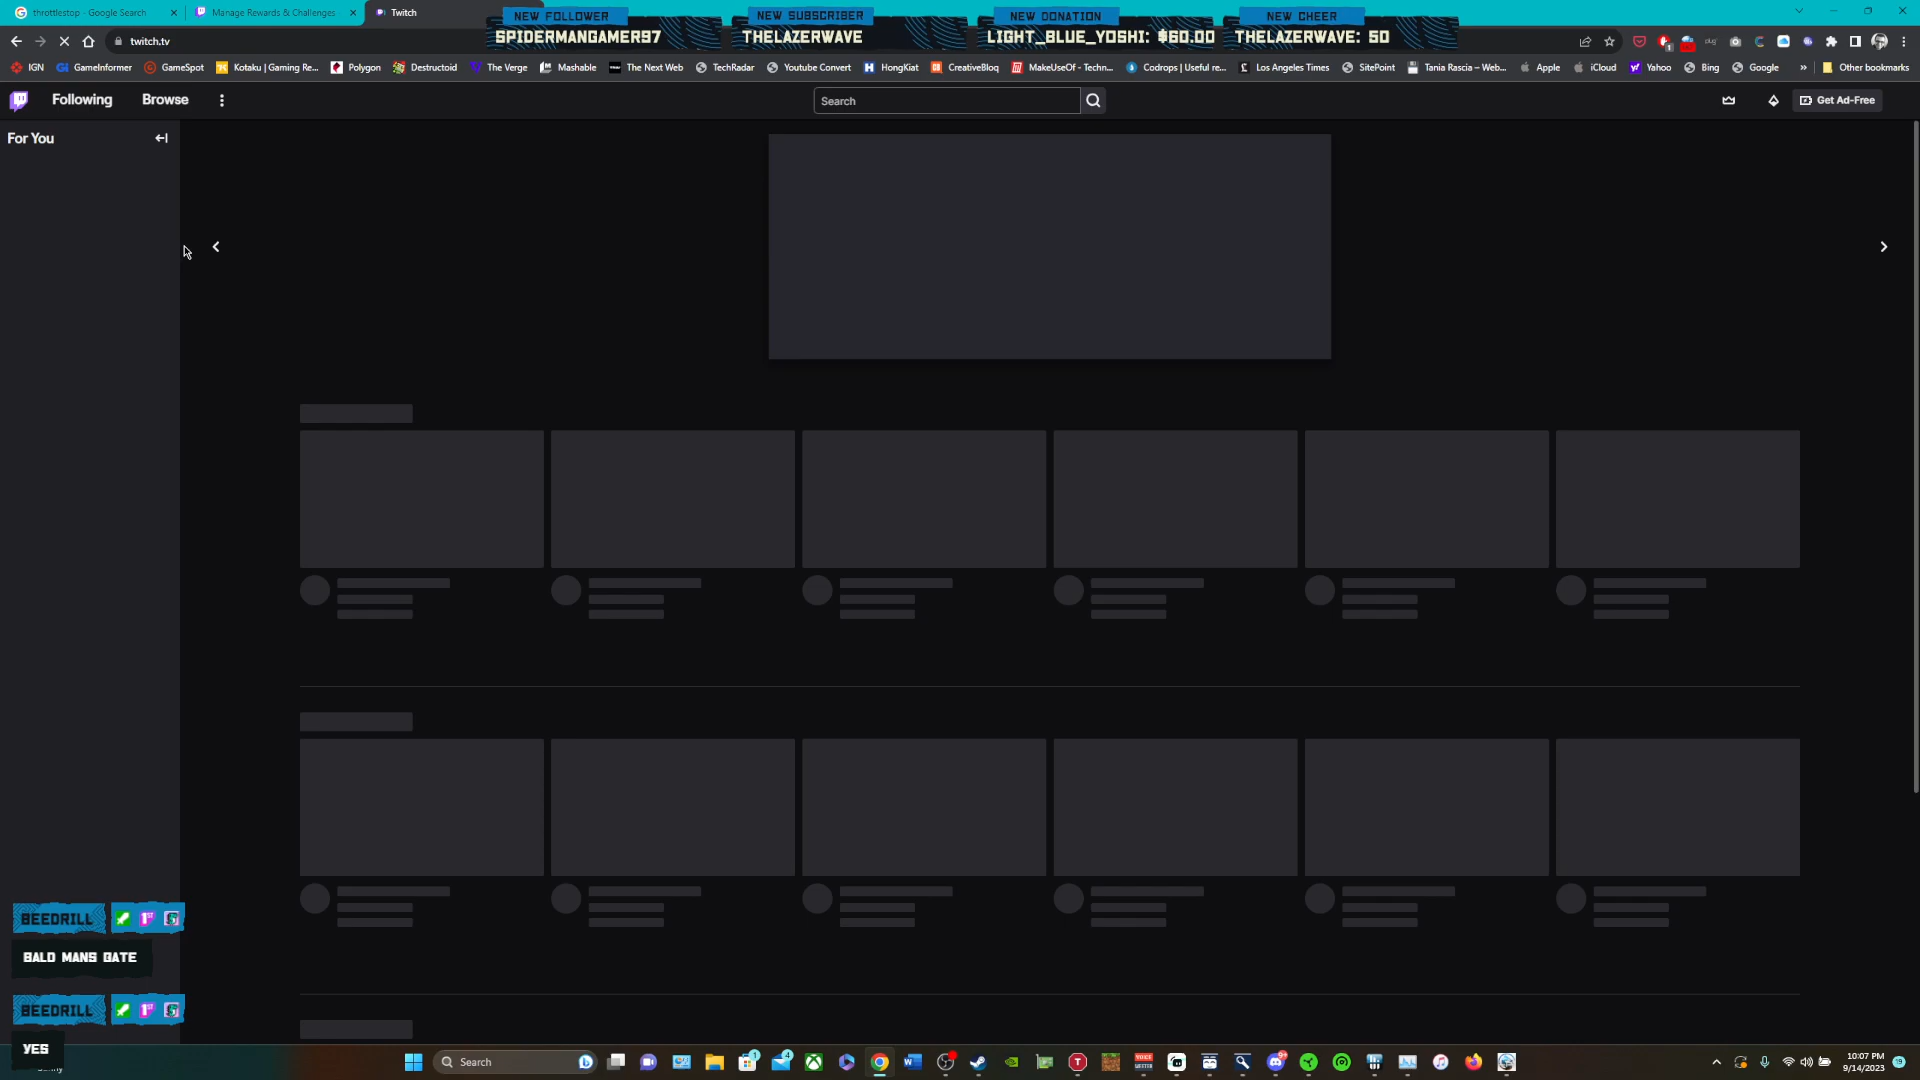 throttlestop - Google Search
Manage Rewards & Challenges
Twitch
NEW FOLLOWER
SPIDERMANGAMER97
NEW SUBSCRIBER
THELAZERWAVE
NEW DONATION
LIGHT_BLUE_YOSHI: $60.00
NEW CHEER
THELAZERWAVE: 50
twitch.tv
IGN
GameInformer
GameSpot
Kotaku | Gaming Re...
Polygon
Destructoid
The Verge
Mashable
The Next Web
TechRadar
Youtube Convert
HongKiat
CreativeBloq
MakeUseOf - Techn...
Codrops | Useful re...
Los Angeles Times
SitePoint
Tania Rascia – Web...
Apple
iCloud
Yahoo
Bing
Google
Other bookmarks
Following
Browse
Search
Get Ad-Free
For You
BEEDRILL
BALD MANS GATE
BEEDRILL
YES
Search
10:07 PM
9/14/2023